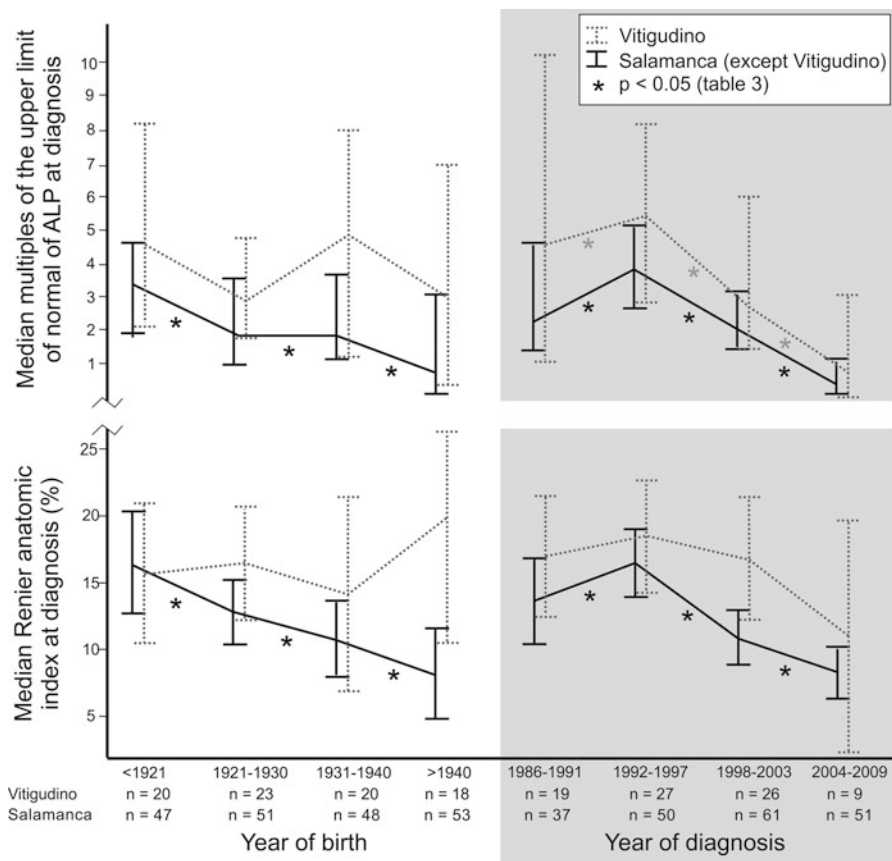 Vitigudino
Salamanca (except Vitigudino)
* p < 0.05 (table 3)
Median multiples of the upper limit
of normal of ALP at diagnosis
10
9
8
7
6
5
4
3
2
1
* * *
* * *
* * *
Median Renier anatomic
index at diagnosis (%)
25
20
15
10
5
* * *
* * *
<1921 1921-1930 1931-1940 >1940 1986-1991 1992-1997 1998-2003 2004-2009
Vitigudino n = 20 n = 23 n = 20 n = 18 n = 19 n = 27 n = 26 n = 9
Salamanca n = 47 n = 51 n = 48 n = 53 n = 37 n = 50 n = 61 n = 51
Year of birth Year of diagnosis